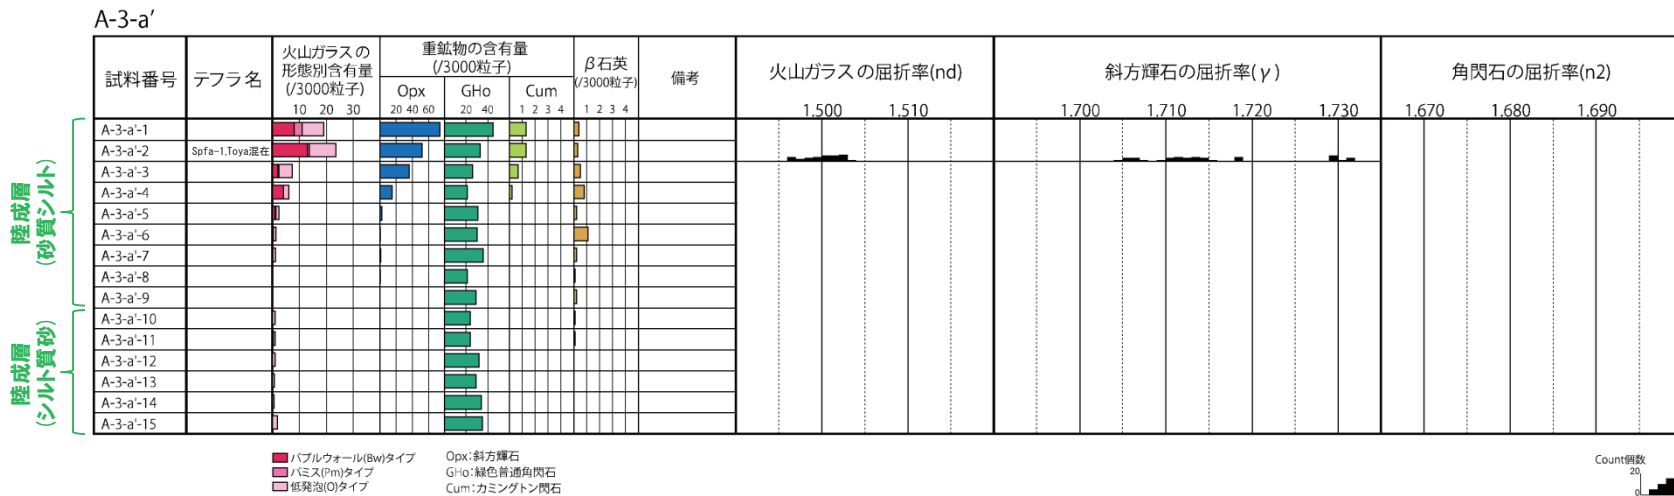 A-3-a’
試料番号
テフラ名
火山ガラスの
形態別含有量
(/3000粒子)
10 20 30
重鉱物の含有量
(/3000粒子)
Opx
GHo
Cum
20 40 60
20 40
1 2 3 4
β石英
(/3000粒子)
1 2 3 4
備考
火山ガラスの屈折率(nd)
1.500 1.510
斜方輝石の屈折率(γ)
1.700 1.710 1.720 1.730
角閃石の屈折率(n2)
1.670 1.680 1.690
陸成層
(砂質シルト)
A-3-a'-1
A-3-a'-2 Spfa-1,Toya混在
A-3-a'-3
A-3-a'-4
A-3-a'-5
A-3-a'-6
A-3-a'-7
A-3-a'-8
A-3-a'-9
陸成層
(シルト質砂)
A-3-a'-10
A-3-a'-11
A-3-a'-12
A-3-a'-13
A-3-a'-14
A-3-a'-15
バブルウォール(Bw)タイプ
パミス(Pm)タイプ
低発泡(O)タイプ
Opx:斜方輝石
GHo:緑色普通角閃石
Cum:カミングトン閃石
Count個数
20
0